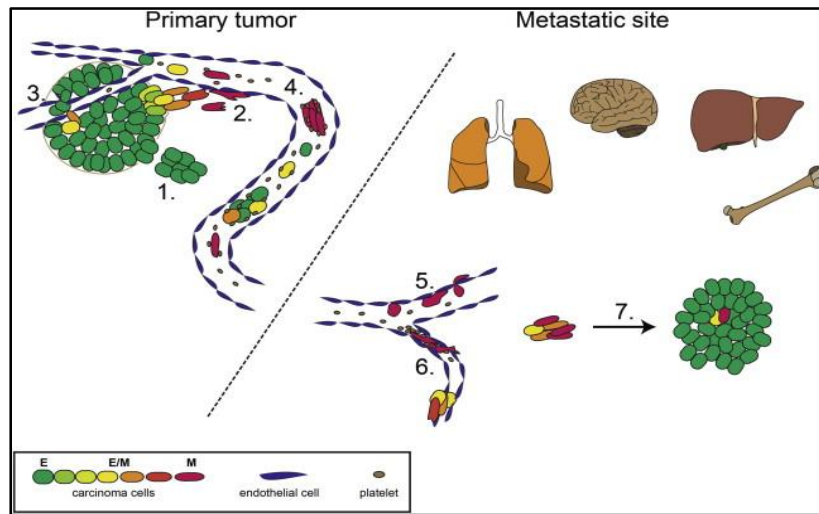 Primary tumor
Metastatic site
3.
4.
2.
1.
5.
7.
6.
E E/M M
carcinoma cells
endothelial cell
platelet